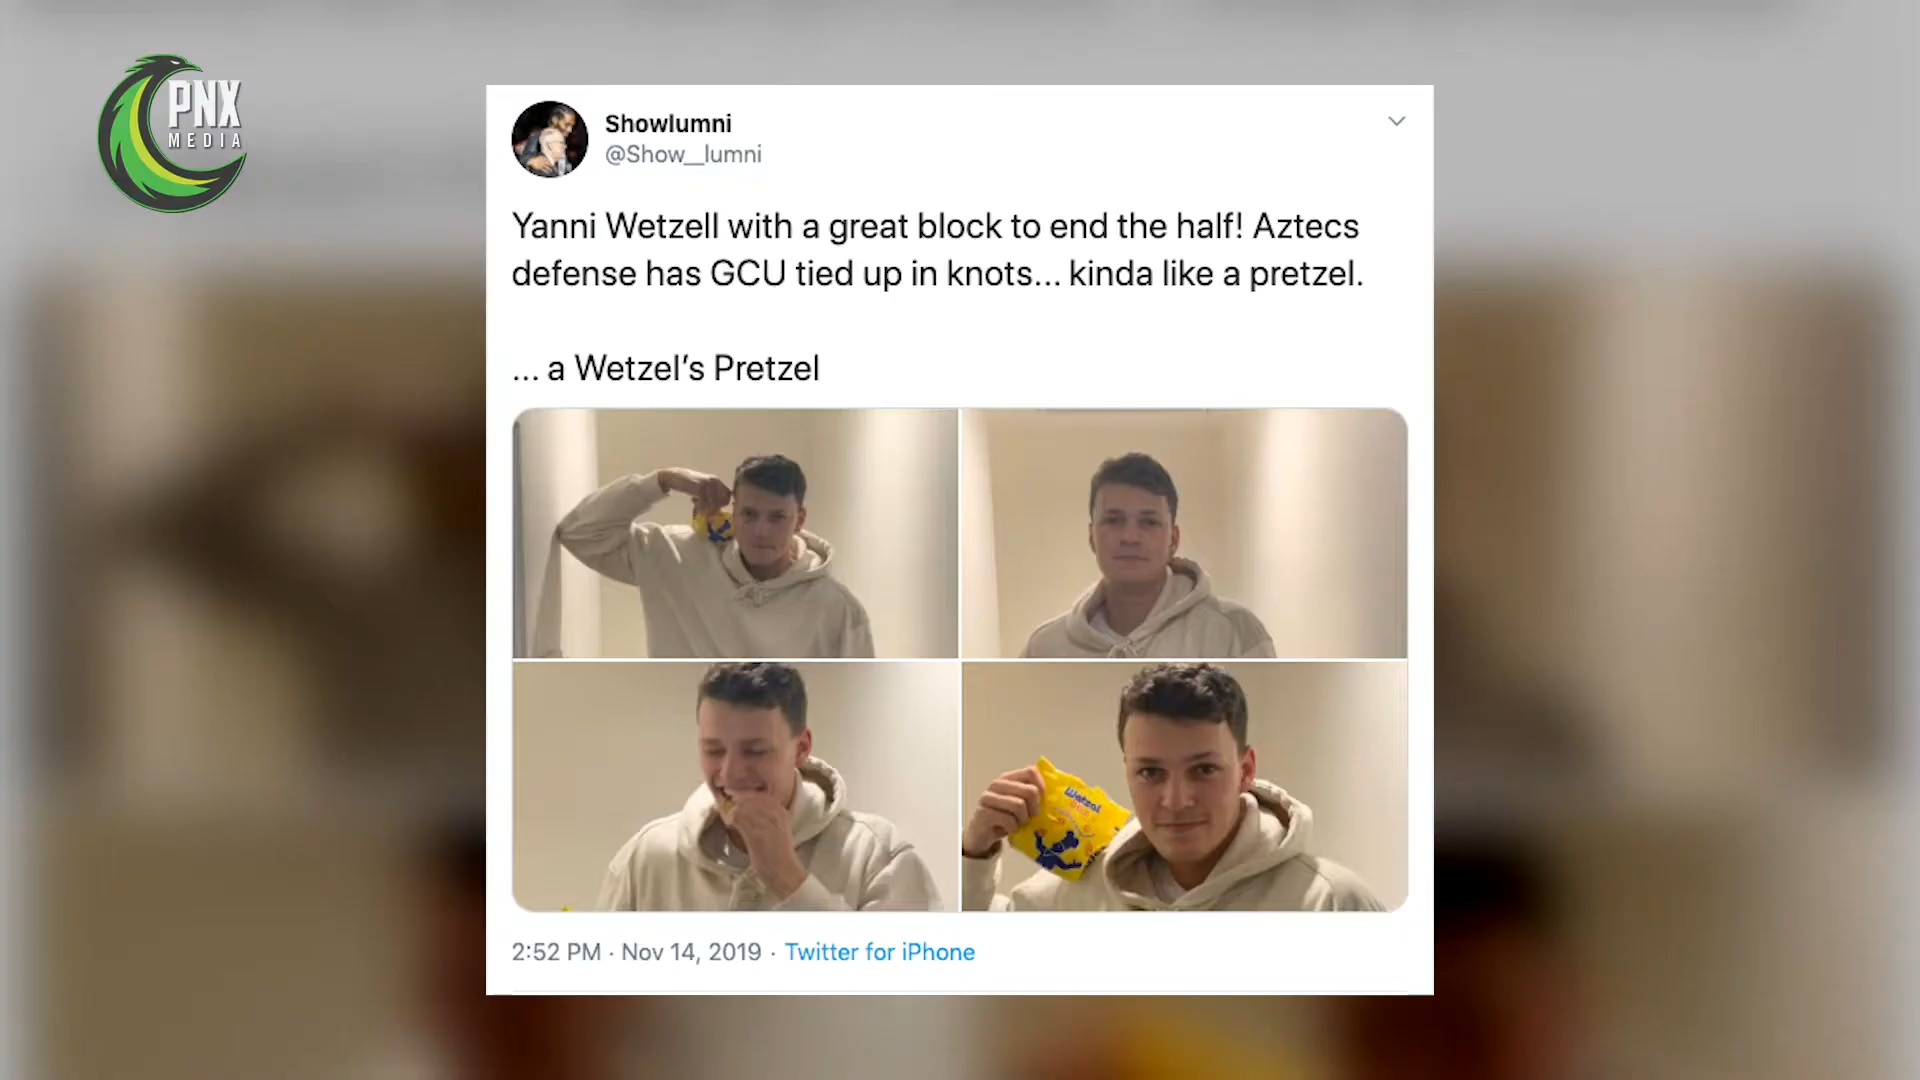 PNX
MEDIA
Showlumni
@Show__lumni
Yanni Wetzell with a great block to end the half! Aztecs
defense has GCU tied up in knots... kinda like a pretzel.
... a Wetzel's Pretzel
Wetzel
2:52 PM · Nov 14, 2019 · Twitter for iPhone